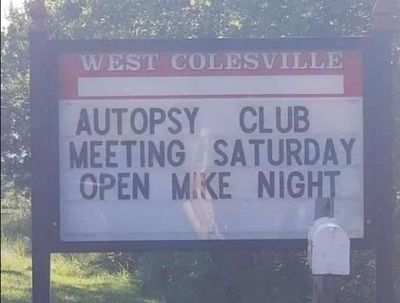 WEST COLESVILLE
AUTOPSY CLUB
MEETING SATURDAY
OPEN MIKE NIGHT